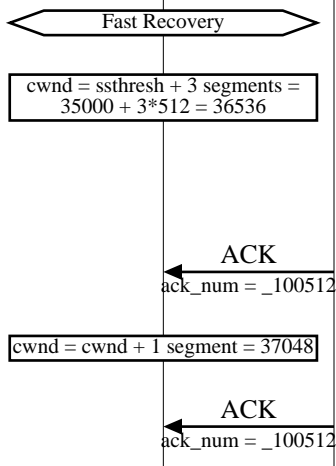 Fast Recovery
cwnd = ssthresh + 3 segments =
35000 + 3*512 = 36536
ACK
ack_num = _100512
cwnd = cwnd + 1 segment = 37048
ACK
ack_num = _100512